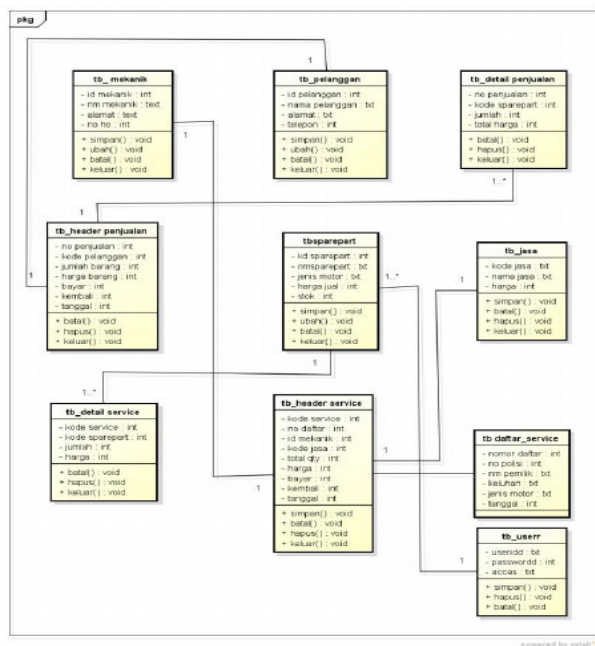 pkg
1
tb_ mekanik
- id mekanik : int
- nm mekanik : text
- alamat : text
- no hp : int
+ simpan() : void
+ ubah() : void
+ batal() : void
+ keluar() : void
1
tb_pelanggan
- id pelanggan : int
- nama pelanggan : txt
- alamat : txt
- telepon : int
+ simpan() : void
+ ubah() : void
+ batal() : void
+ keluar() : void
1
tb_detail penjualan
- no penjualan : int
- kode sparepart : int
- jumlah : int
- total harga : int
+ batal() : void
+ hapus() : void
+ keluar() : void
1
1..*
tb_header penjualan
- no penjualan : int
- kode pelanggan : int
- jumlah barang : int
- harga barang : int
- bayar : int
- kembali : int
- tanggal : int
+ batal() : void
+ hapus() : void
+ keluar() : void
1
tbsparepart
- kd sparepart : int
- nmsparepart : txt
- jenis motor : txt
- harga jual : int
- stok : int
+ simpan() : void
+ ubah() : void
+ batal() : void
+ keluar() : void
1..*
1
tb_jasa
- kode jasa : txt
- nama jasa : txt
- harga : int
+ simpan() : void
+ batal() : void
+ hapus() : void
+ keluar() : void
1
1..*
tb_detail service
- kode service : int
- kode sparepart : int
- jumlah : int
- harga : int
+ batal() : void
+ hapus() : void
+ keluar() : void
tb_header service
- kode service : int
- no daftar : int
- id mekanik : int
- kode jasa : int
- total qty : int
- harga : int
- bayar : int
- kembali : int
- tanggal : int
+ simpan() : void
+ batal() : void
+ hapus() : void
+ keluar() : void
1
1
1
tb daftar_service
- nomor daftar : int
- no polisi : int
- nm pemilik : txt
- keluhan : txt
- jenis motor : txt
- tanggal : int
1
tb_userr
- useridd : txt
- passwordd : int
- acces : txt
+ simpan() : void
+ hapus() : void
+ batal() : void
powered by astah